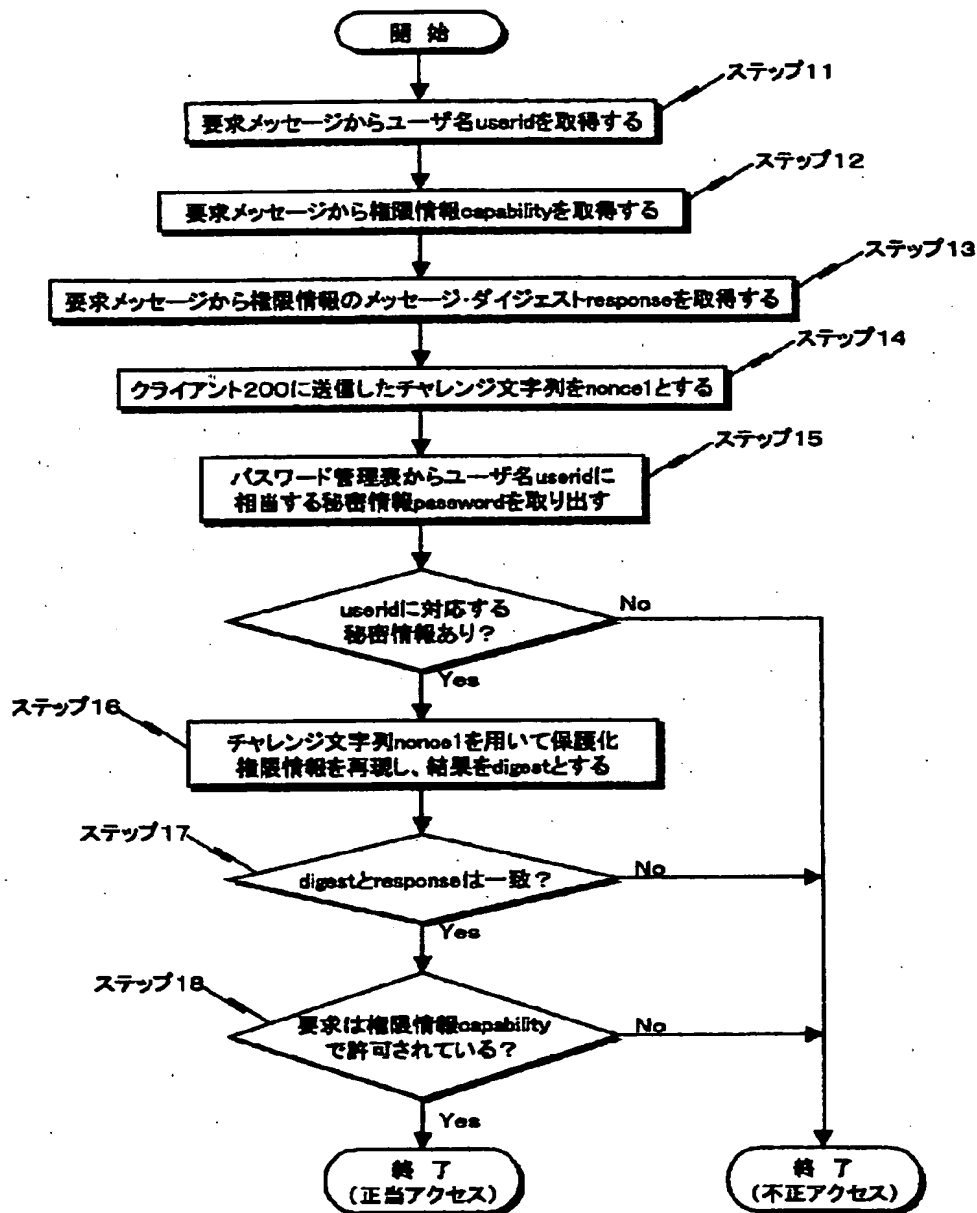 開 始
ステップ11
要求メッセージからユーザ名useridを取得する
ステップ12
要求メッセージから権限情報capabilityを取得する
ステップ13
要求メッセージから権限情報のメッセージ・ダイジェストresponseを取得する
ステップ14
クライアント200に送信したチャレンジ文字列をnonce1とする
ステップ15
パスワード管理表からユーザ名useridに
相当する秘密情報passwordを取り出す
useridに対応する
秘密情報あり?
No
Yes
ステップ16
チャレンジ文字列nonce1を用いて保護化
権限情報を再現し、結果をdigestとする
ステップ17
digestとresponseは一致?
No
Yes
ステップ18
要求は権限情報capability
で許可されている?
No
Yes
終 了
(正当アクセス)
終 了
(不正アクセス)